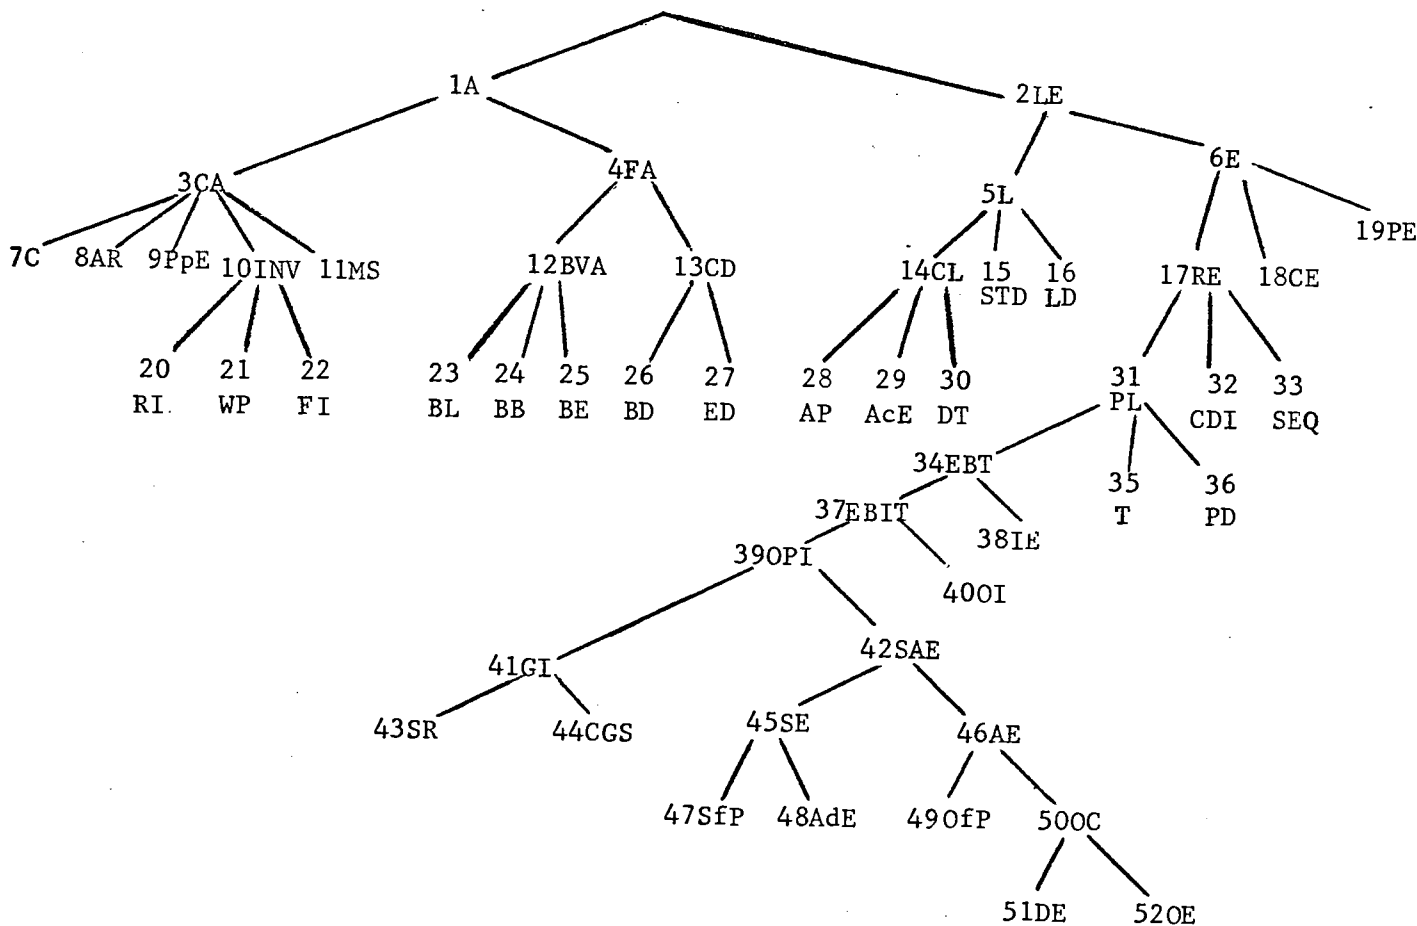 1A
2LE
3CA
4FA
5L
6E
7C
8AR
9PpE
10INV
11MS
12BVA
13CD
14CL
15
STD
16
LD
17RE
18CE
19PE
20
RI
21
WP
22
FI
23
BL
24
BB
25
BE
26
BD
27
ED
28
AP
29
AcE
30
DT
31
PL
32
CDI
33
SEQ
34EBT
35
T
36
PD
37EBIT
38IE
39OPI
40OI
41GI
42SAE
43SR
44CGS
45SE
46AE
47SfP
48AdE
49OfP
50OC
51DE
52OE